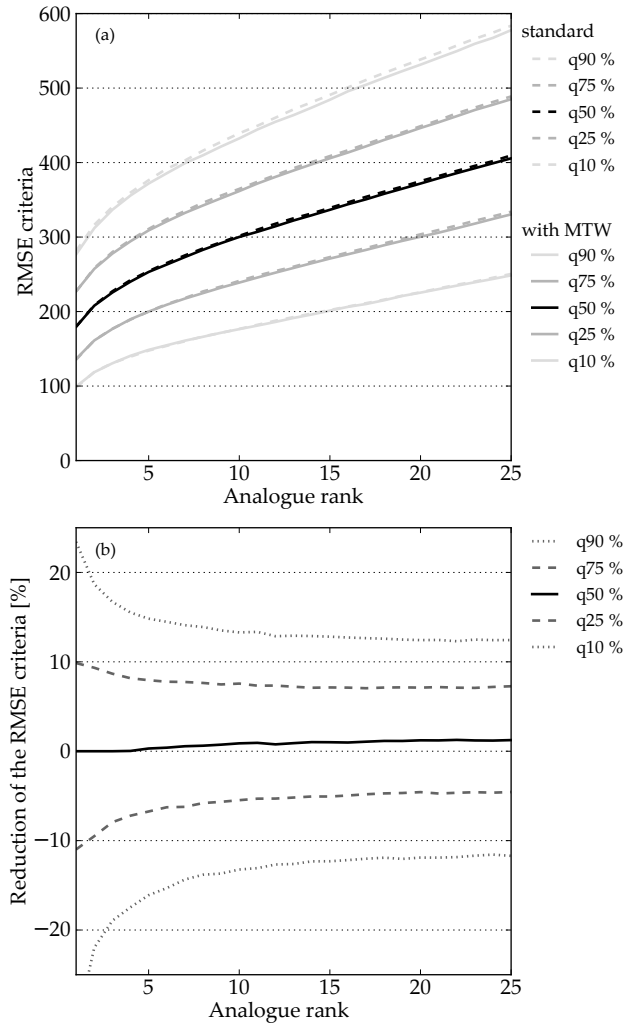 (a)
RMSE criteria
600
500
400
300
200
100
0
5
10
15
20
25
Analogue rank
standard
q90 %
q75 %
q50 %
q25 %
q10 %
with MTW
q90 %
q75 %
q50 %
q25 %
q10 %
(b)
Reduction of the RMSE criteria [%]
20
10
0
−10
−20
5
10
15
20
25
Analogue rank
q90 %
q75 %
q50 %
q25 %
q10 %